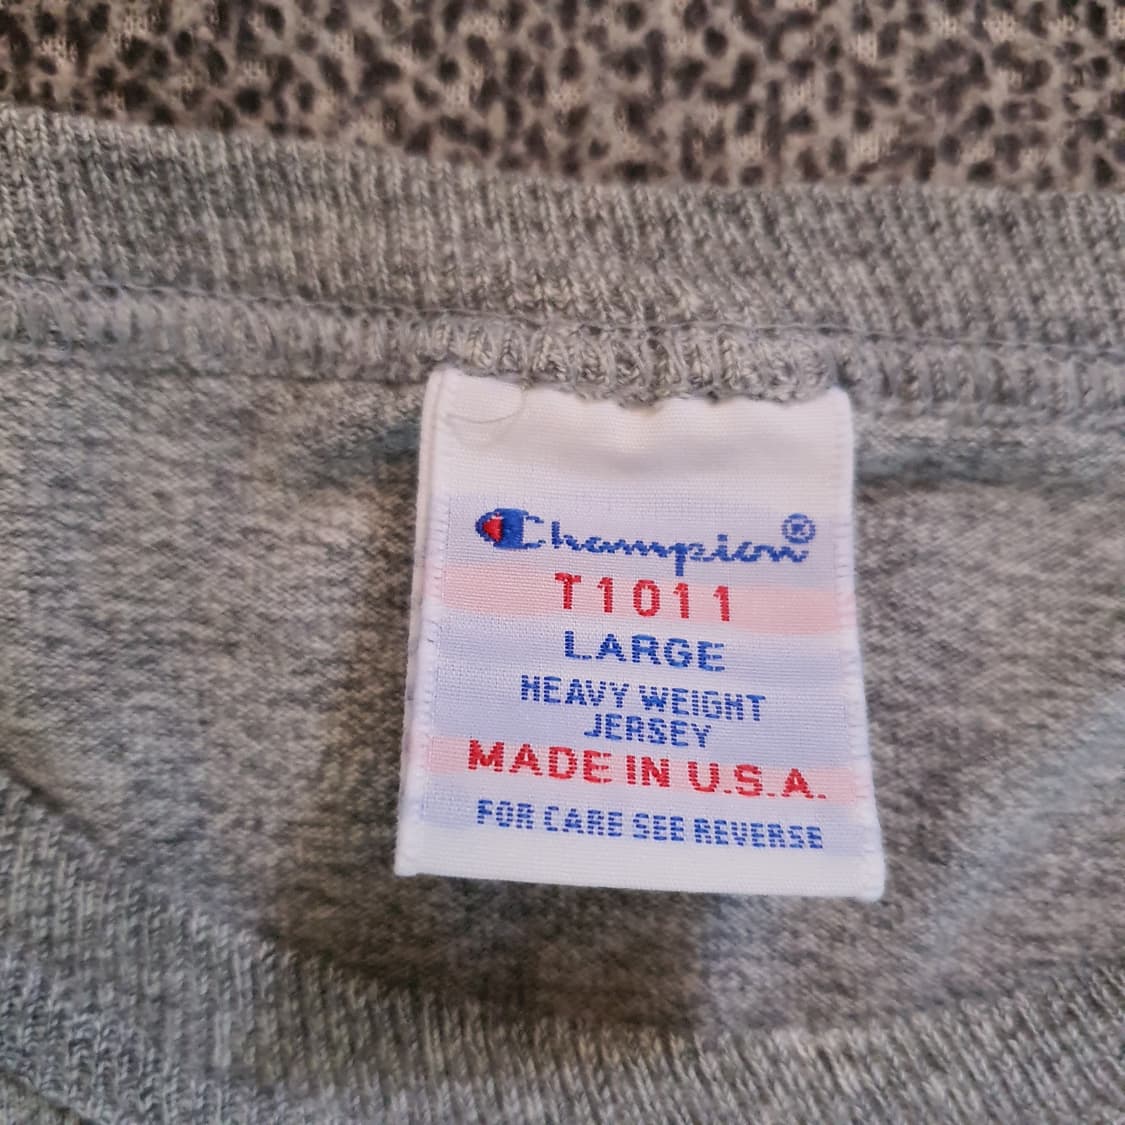 Champion®
T1011
LARGE
HEAVY WEIGHT
JERSEY
MADE IN U.S.A.
FOR CARE SEE REVERSE